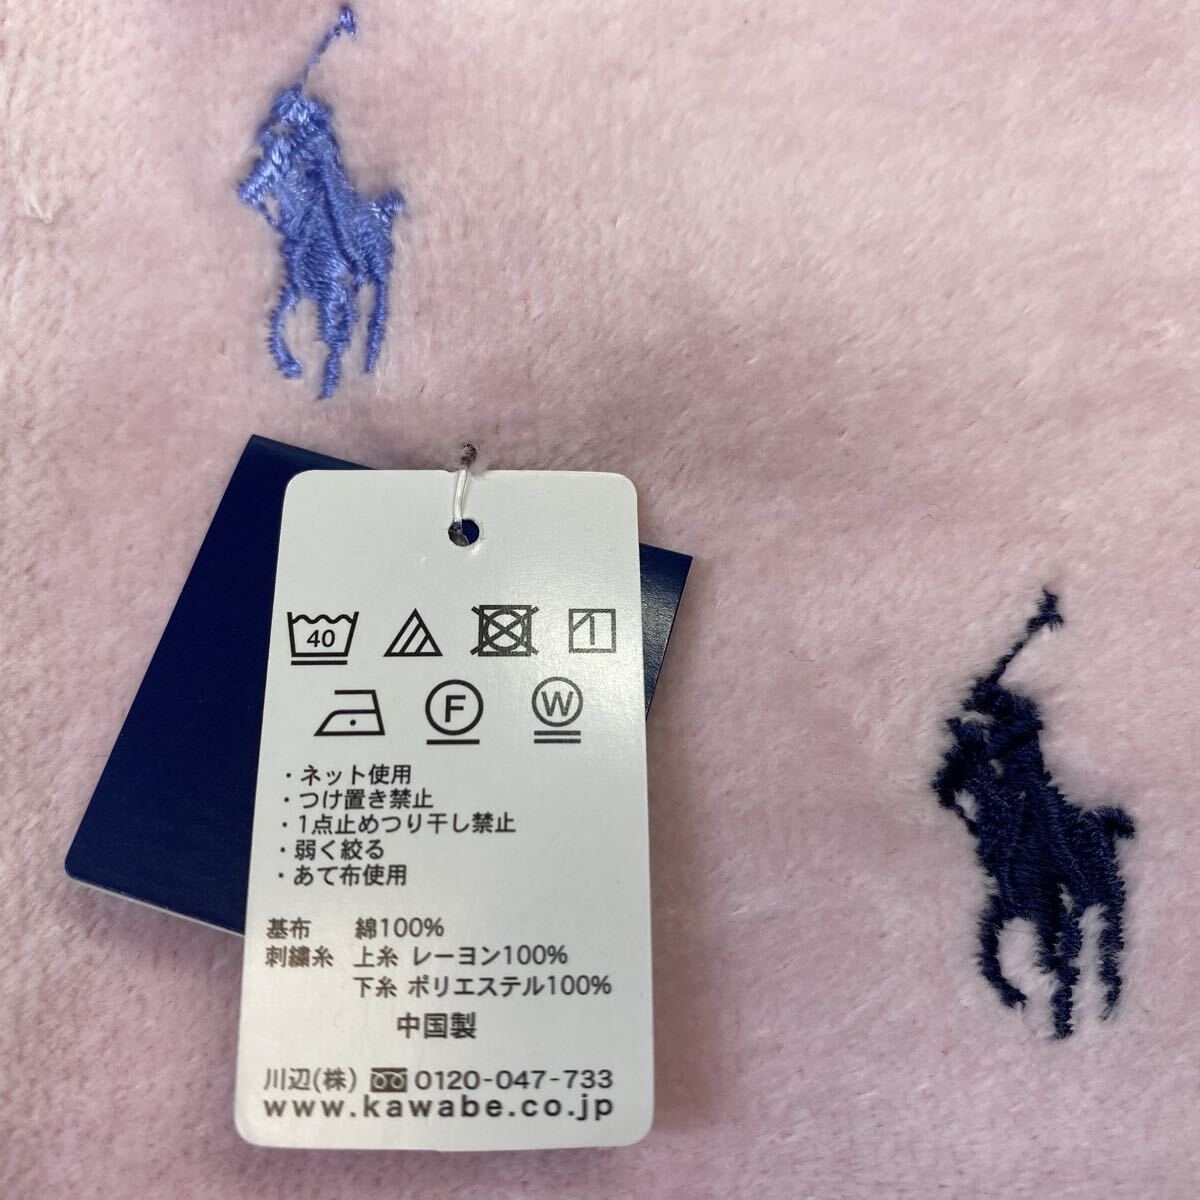 40
F W
・ネット使用
・つけ置き禁止
・1点止めつり干し禁止
・弱く絞る
・あて布使用
基布 綿100%
刺繍糸 上糸 レーヨン100%
下糸 ポリエステル100%
中国製
川辺(株) 0120-047-733
www.kawabe.co.jp